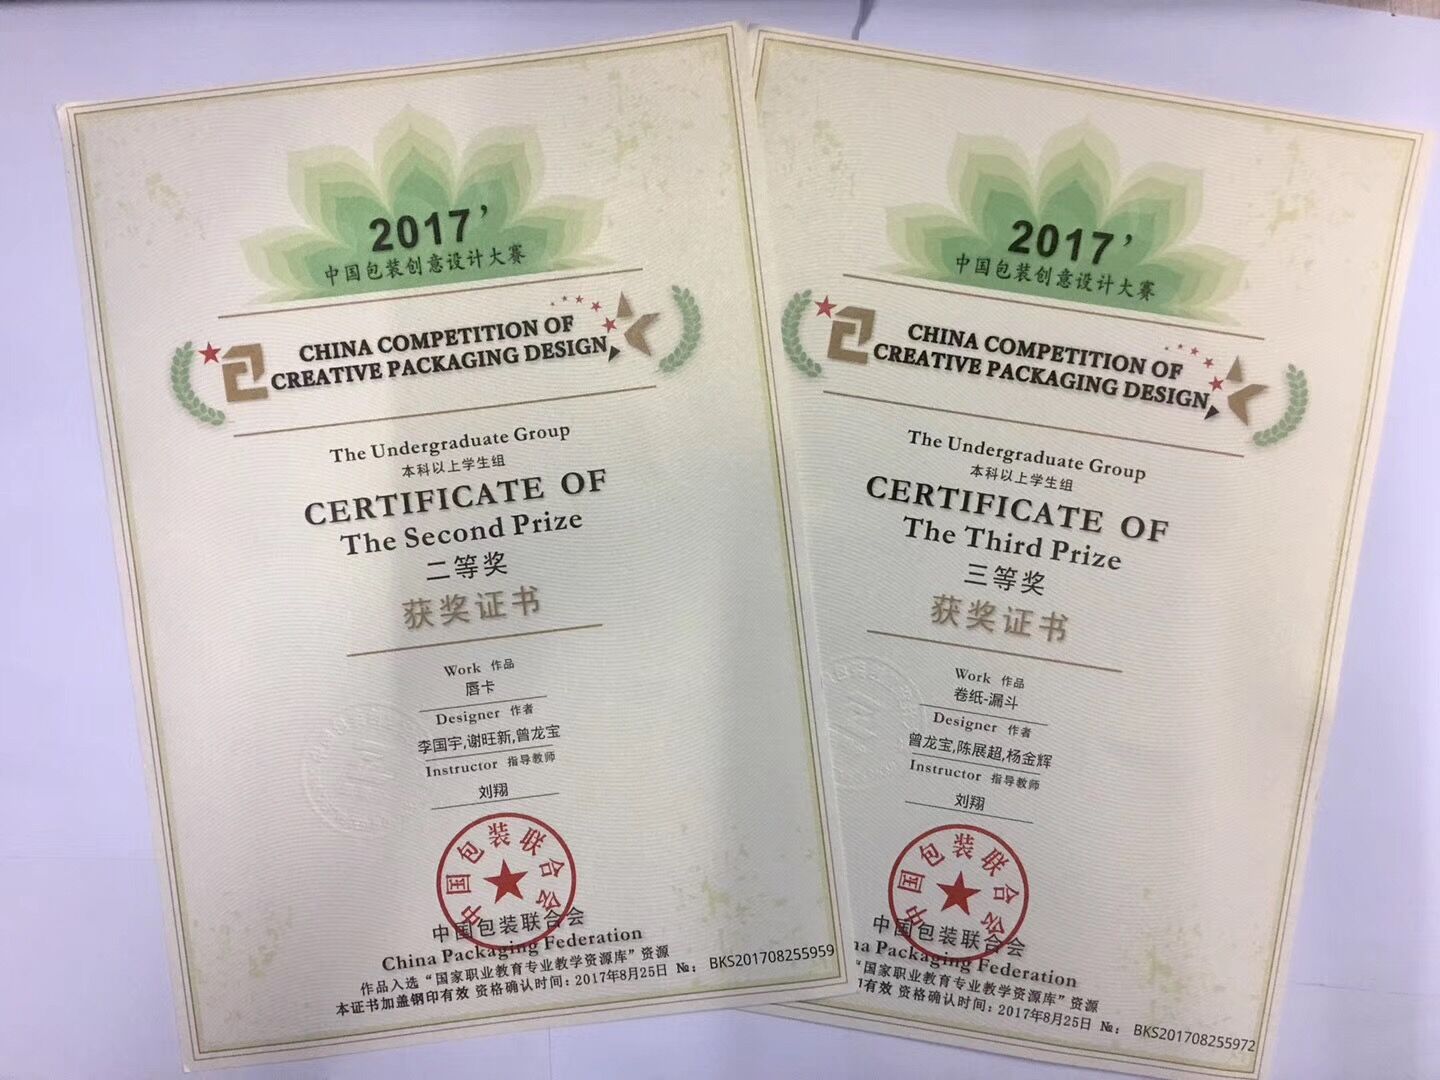 2017'
中国包装创意设计大赛
CHINA COMPETITION OF
CREATIVE PACKAGING DESIGN
The Undergraduate Group
本科以上学生组
CERTIFICATE OF
The Second Prize
二等奖
获奖证书
Work 作品
唇卡
Designer 作者
李国宇,谢旺新,曾龙宝
Instructor 指导教师
刘翔
中国包装联合会
中国包装联合会
China Packaging Federation
作品入选“国家职业教育专业教学资源库”资源
本证书加盖钢印有效 资格确认时间：2017年8月25日 №： BKS201708255959
2017'
中国包装创意设计大赛
CHINA COMPETITION OF
CREATIVE PACKAGING DESIGN
The Undergraduate Group
本科以上学生组
CERTIFICATE OF
The Third Prize
三等奖
获奖证书
Work 作品
卷纸-漏斗
Designer 作者
曾龙宝,陈展超,杨金辉
Instructor 指导教师
刘翔
中国包装联合会
中国包装联合会
na Packaging Federation
“国家职业教育专业教学资源库”资源
印有效 资格确认时间：2017年8月25日 №： BKS201708255972